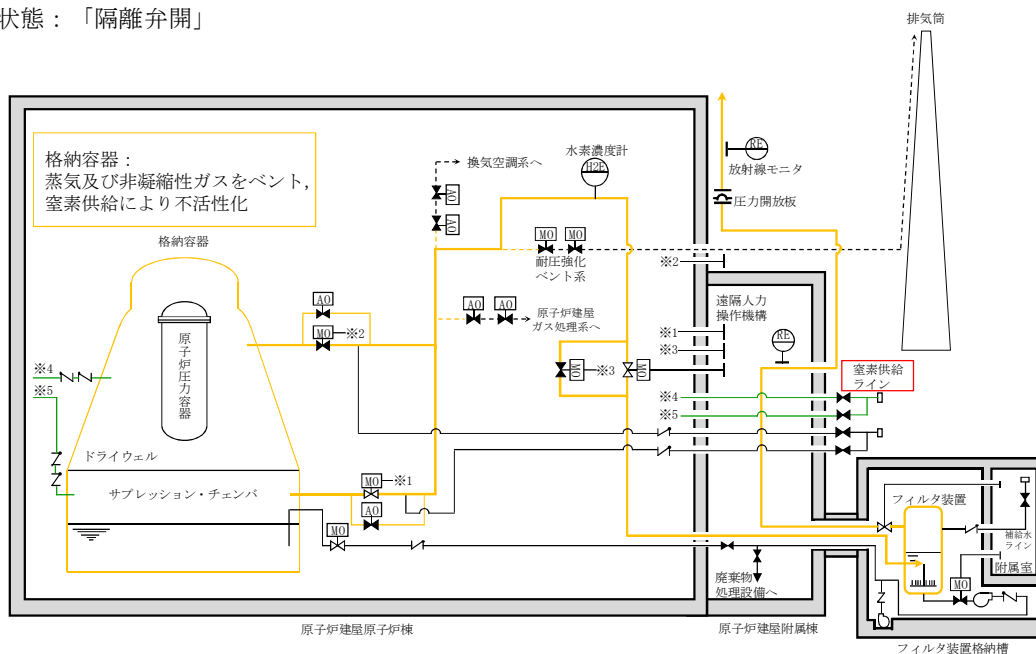 状態：「隔離弁開」
排気筒
格納容器：
蒸気及び非凝縮性ガスをベント，
窒素供給により不活性化
換気空調系へ
水素濃度計
H2E
RE
放射線モニタ
AO
AO
圧力開放板
格納容器
MO
MO
耐圧強化
ベント系
※2
AO
AO
AO
原子炉建屋
ガス処理系へ
遠隔人力
操作機構
MO
※2
※1
RE
原子炉圧力容器
※3
MO
※3
MO
窒素供給
ライン
※4
※5
※4
※5
ドライウェル
サプレッション・チェンバ
MO
※1
AO
MO
フィルタ装置
補給水
ライン
附属室
MO
廃棄物
処理設備へ
原子炉建屋原子炉棟
原子炉建屋附属棟
フィルタ装置格納槽